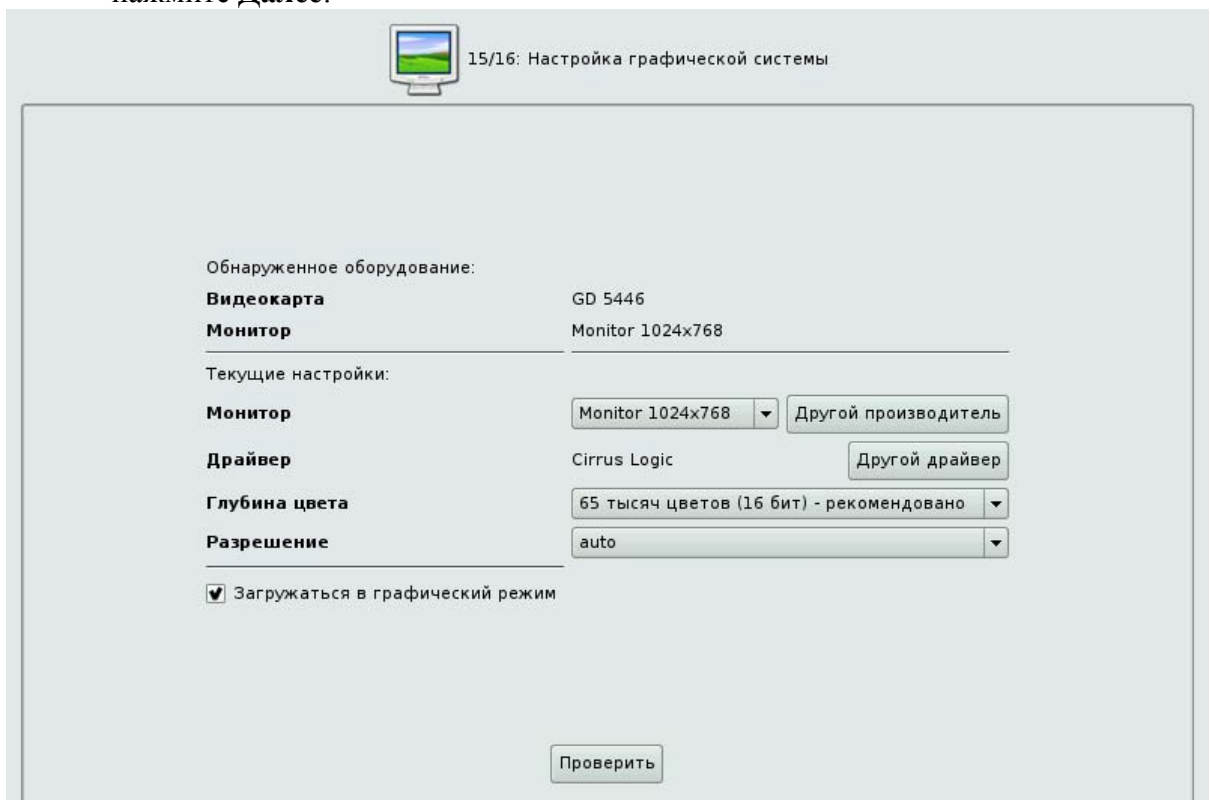 нажмите Далее.
15/16: Настройка графической системы
Обнаруженное оборудование:
Видеокарта GD 5446
Монитор Monitor 1024x768
Текущие настройки:
Монитор Monitor 1024x768 Другой производитель
Драйвер Cirrus Logic Другой драйвер
Глубина цвета 65 тысяч цветов (16 бит) - рекомендовано
Разрешение auto
Загружаться в графический режим
Проверить